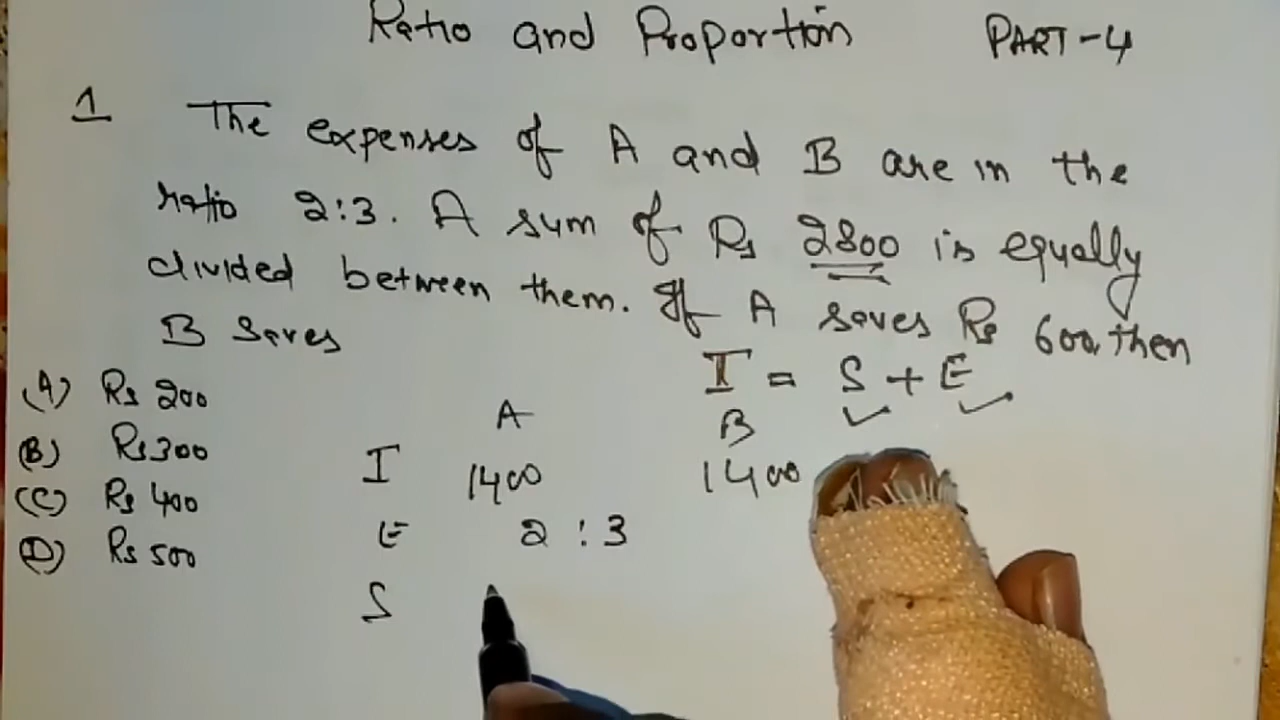 Ratio and Proportion PART-4
1 The expenses of A and B are in the
ratio 2:3. A sum of Rs 2800 is equally
divided between them. If A saves Rs 600, then
B Saves
I = S + E
(A) Rs 200
(B) Rs 300
(C) Rs 400
(D) Rs 500
A B
I 1400 1400
E 2 : 3
S